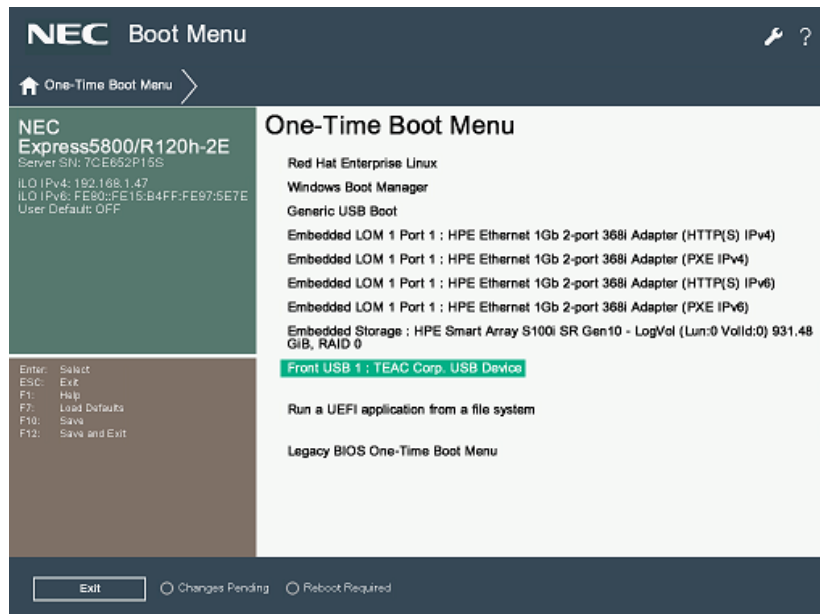 NEC Boot Menu
?
One-Time Boot Menu
NEC
Express5800/R120h-2E
Server SN: 7CE652P15S
iLO IPv4: 192.168.1.47
iLO IPv6: FE80::FE15:B4FF:FE97:5E7E
User Default: OFF
Enter: Select
ESC: Exit
F1: Help
F7: Load Defaults
F10: Save
F12: Save and Exit
One-Time Boot Menu
Red Hat Enterprise Linux
Windows Boot Manager
Generic USB Boot
Embedded LOM 1 Port 1 : HPE Ethernet 1Gb 2-port 368i Adapter (HTTP(S) IPv4)
Embedded LOM 1 Port 1 : HPE Ethernet 1Gb 2-port 368i Adapter (PXE IPv4)
Embedded LOM 1 Port 1 : HPE Ethernet 1Gb 2-port 368i Adapter (HTTP(S) IPv6)
Embedded LOM 1 Port 1 : HPE Ethernet 1Gb 2-port 368i Adapter (PXE IPv6)
Embedded Storage : HPE Smart Array S100i SR Gen10 - LogVol (Lun:0 VolId:0) 931.48
GiB, RAID 0
Front USB 1 : TEAC Corp. USB Device
Run a UEFI application from a file system
Legacy BIOS One-Time Boot Menu
Exit
Changes Pending
Reboot Required